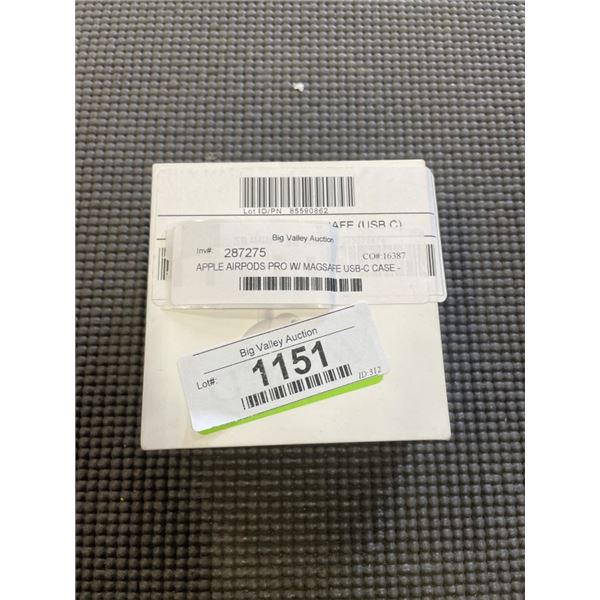 Lot ID/PN 85590862
SAFE (USB C)
Big Valley Auction
Inv#: 287275 CO#:16387
APPLE AIRPODS PRO W/ MAGSAFE USB-C CASE -
Big Valley Auction
Lot#: 1151
ID:312